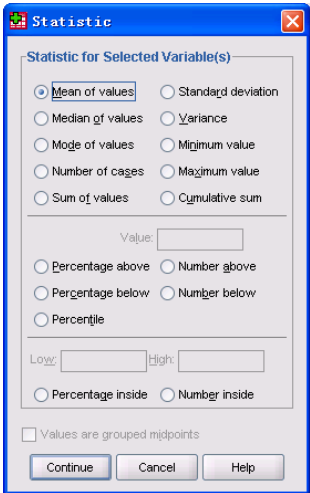 Statistic
Statistic for Selected Variable(s)
Mean of values Standard deviation
Median of values Variance
Mode of values Minimum value
Number of cases Maximum value
Sum of values Cumulative sum
Value:
Percentage above Number above
Percentage below Number below
Percentile
Low: High:
Percentage inside Number inside
Values are grouped midpoints
Continue Cancel Help